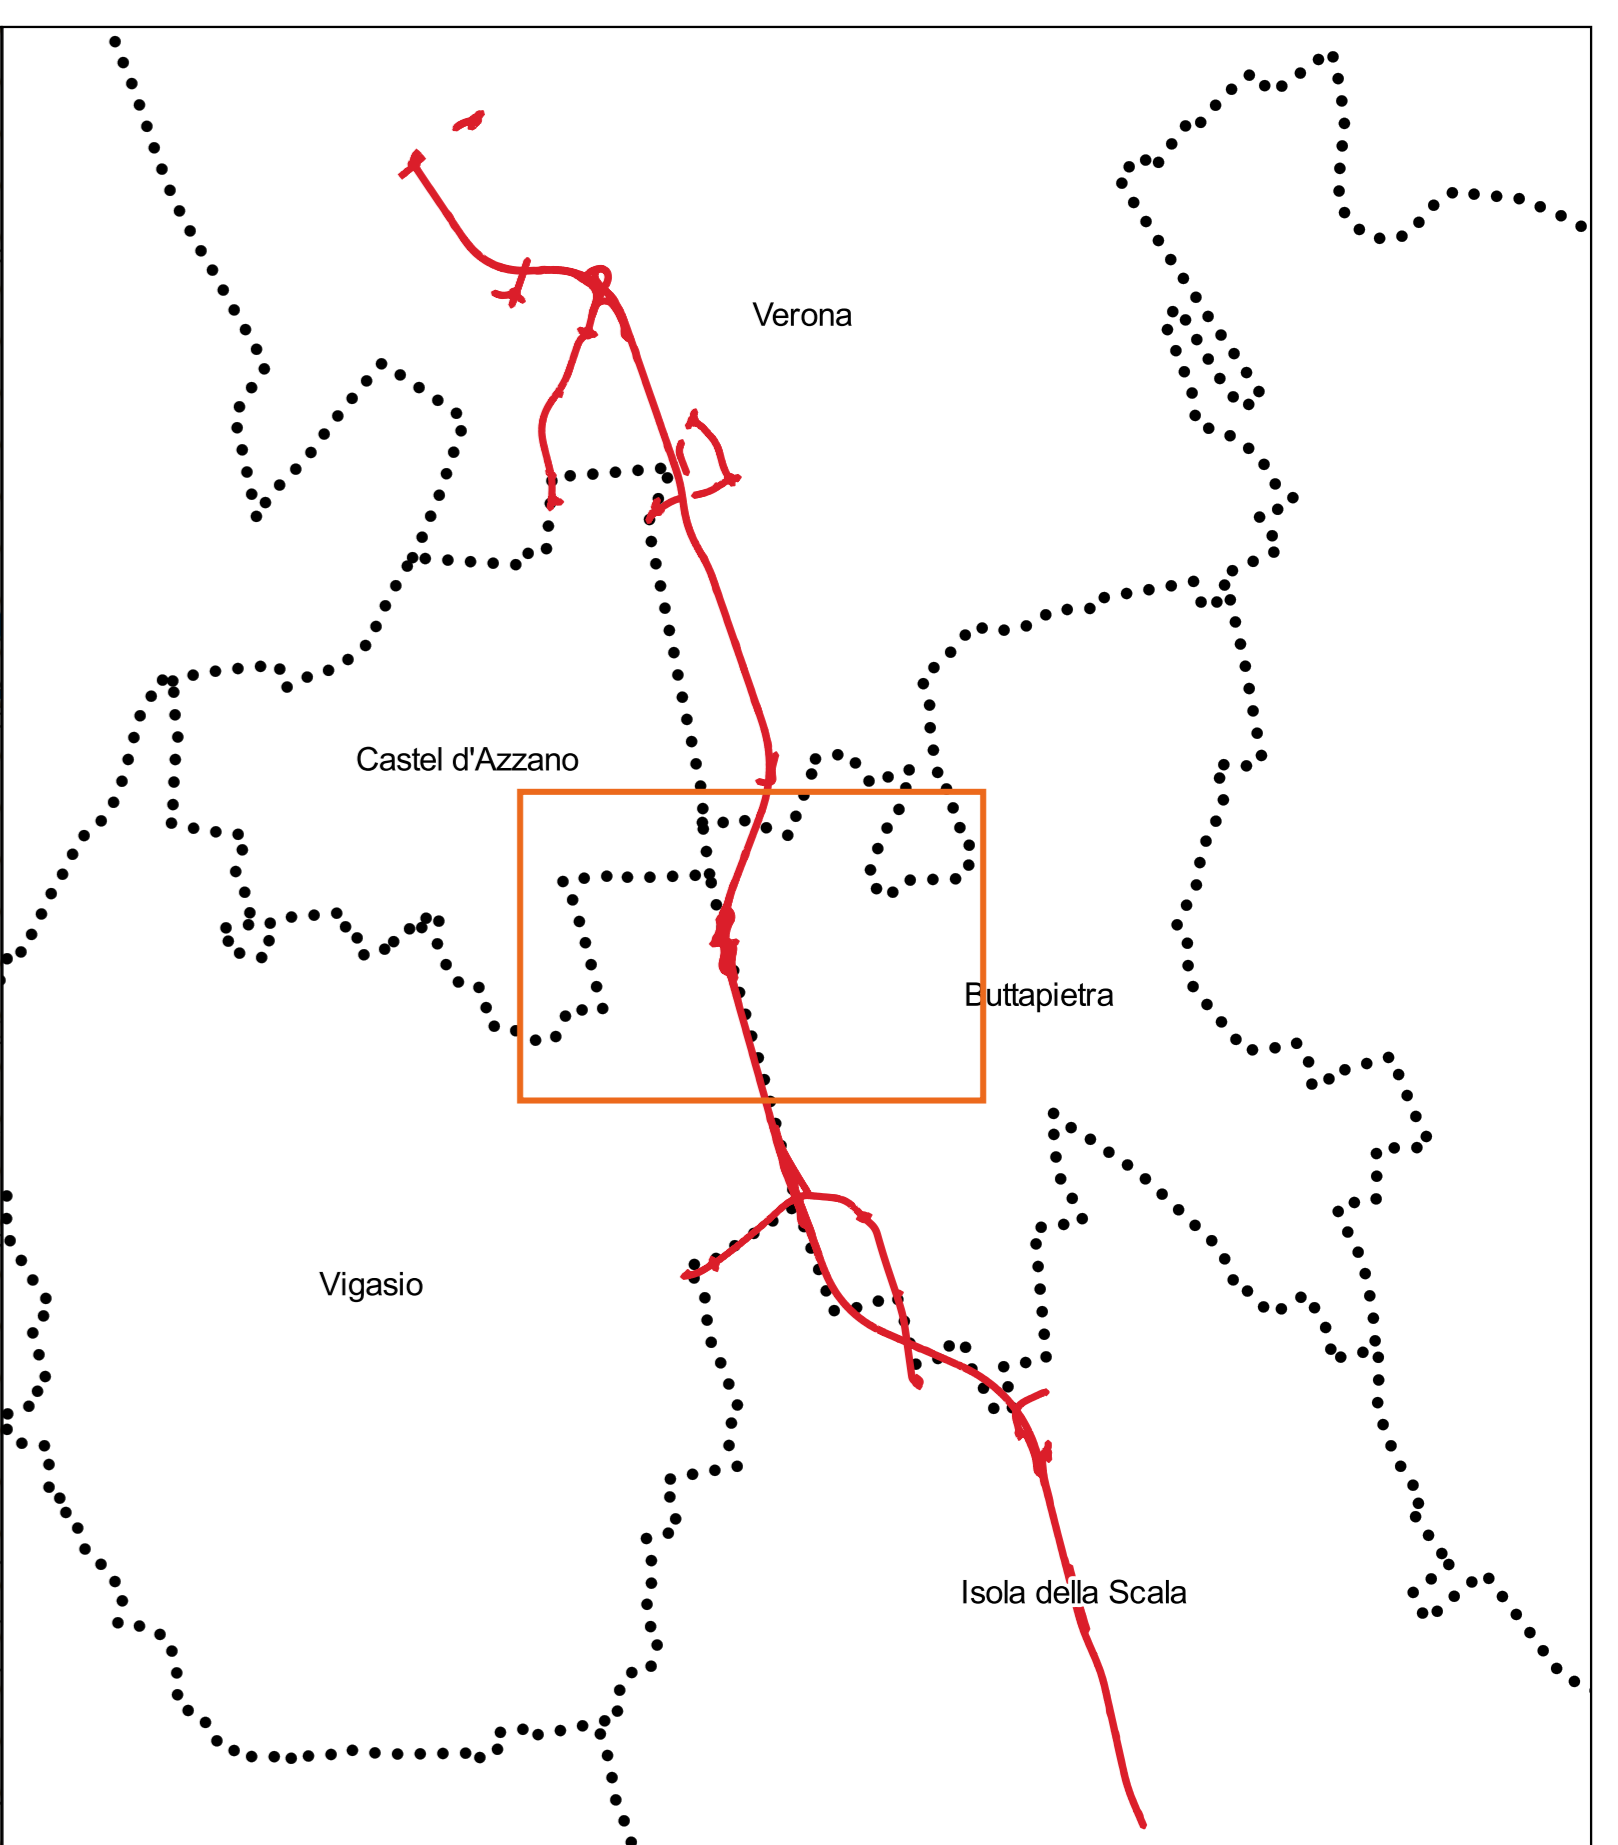 Verona
Castel d'Azzano
Buttapietra
Vigasio
Isola della Scala